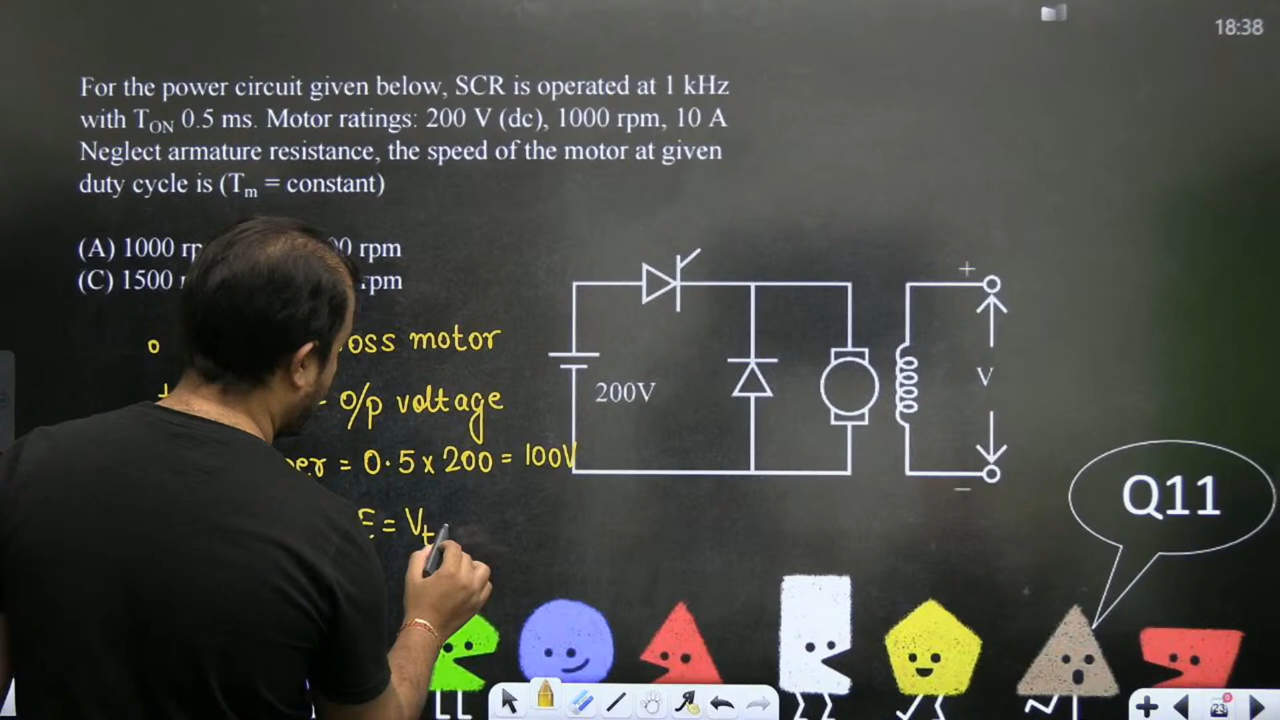 18:38
For the power circuit given below, SCR is operated at 1 kHz
with T_ON 0.5 ms. Motor ratings: 200 V (dc), 1000 rpm, 10 A
Neglect armature resistance, the speed of the motor at given
duty cycle is (T_m = constant)
(A) 1000 rpm
(C) 1500 rpm
motor
o/p voltage
= 0.5 x 200 = 100V
E = V_t
200V
+
V
−
Q11
23